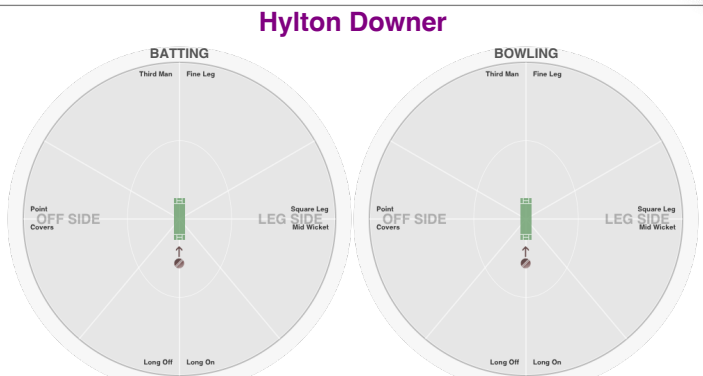 Hylton Downer
BATTING
BOWLING
Third Man Fine Leg
Third Man Fine Leg
Point
OFF SIDE
Covers
Square Leg
LEG SIDE
Mid Wicket
Point
OFF SIDE
Covers
Square Leg
LEG SIDE
Mid Wicket
Long Off Long On
Long Off Long On